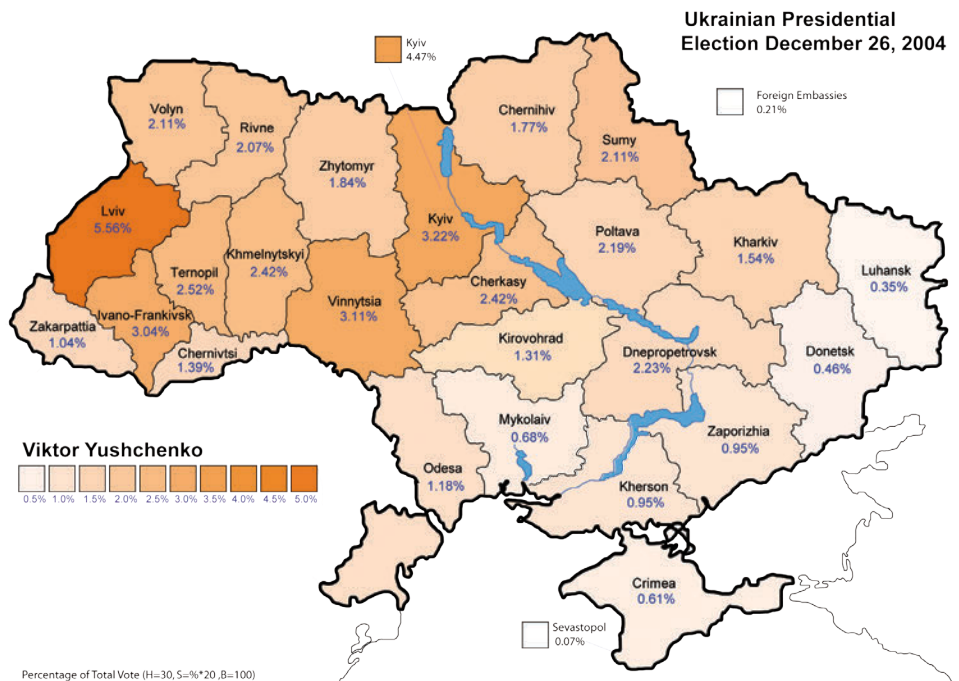 Ukrainian Presidential
Election December 26, 2004
Kyiv
4.47%
Foreign Embassies
0.21%
Volyn
2.11%
Rivne
2.07%
Zhytomyr
1.84%
Chernihiv
1.77%
Sumy
2.11%
Lviv
5.56%
Ternopil
2.52%
Khmelnytskyi
2.42%
Kyiv
3.22%
Poltava
2.19%
Kharkiv
1.54%
Luhansk
0.35%
Zakarpattia
1.04%
Ivano-Frankivsk
3.04%
Chernivtsi
1.39%
Vinnytsia
3.11%
Cherkasy
2.42%
Kirovohrad
1.31%
Dnepropetrovsk
2.23%
Donetsk
0.46%
Mykolaiv
0.68%
Zaporizhia
0.95%
Odesa
1.18%
Kherson
0.95%
Crimea
0.61%
Sevastopol
0.07%
Viktor Yushchenko
0.5% 1.0% 1.5% 2.0% 2.5% 3.0% 3.5% 4.0% 4.5% 5.0%
Percentage of Total Vote (H=30, S=%*20 ,B=100)